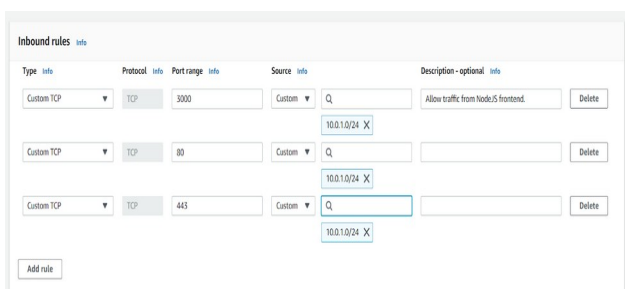 Inbound rules Info
Type Info Protocol Info Port range Info Source Info Description - optional Info
Custom TCP TCP 3000 Custom Allow traffic from NodeJS frontend. Delete
10.0.1.0/24 X
Custom TCP TCP 80 Custom Delete
10.0.1.0/24 X
Custom TCP TCP 443 Custom Delete
10.0.1.0/24 X
Add rule